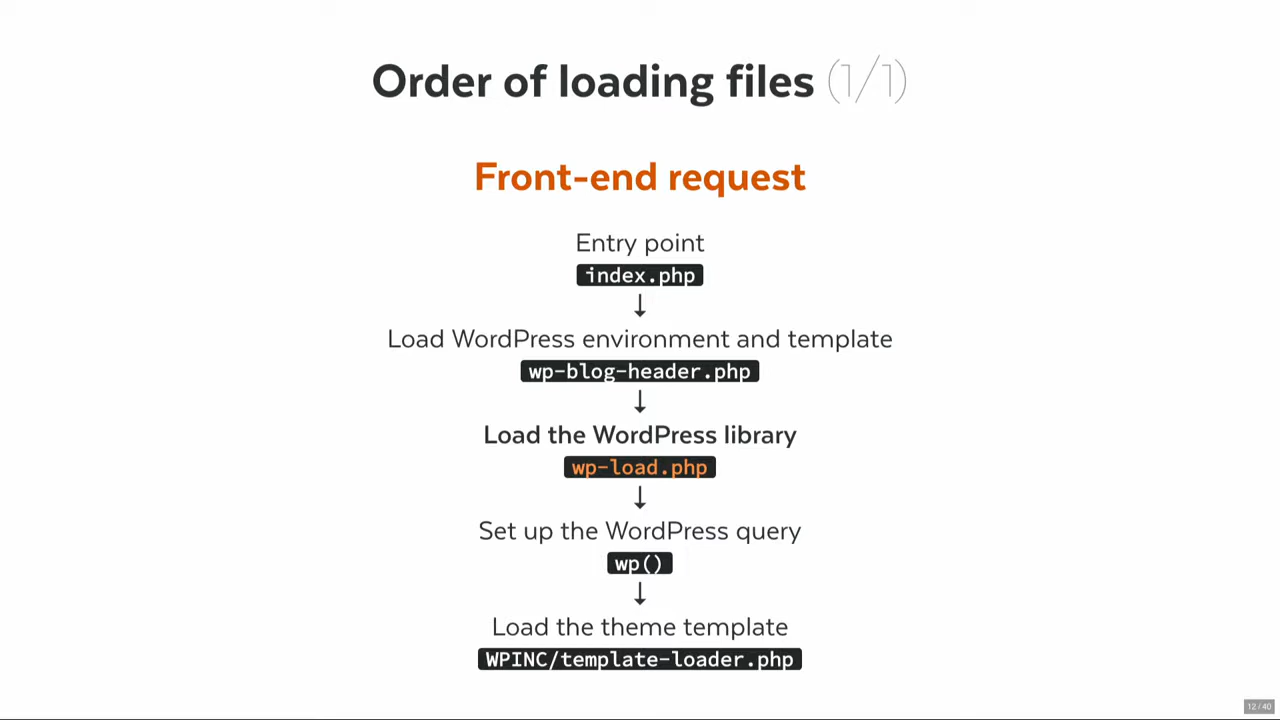 Order of loading files (1/1)
Front-end request
Entry point
index.php
↓
Load WordPress environment and template
wp-blog-header.php
↓
Load the WordPress library
wp-load.php
↓
Set up the WordPress query
wp()
↓
Load the theme template
WPINC/template-loader.php
12 / 40